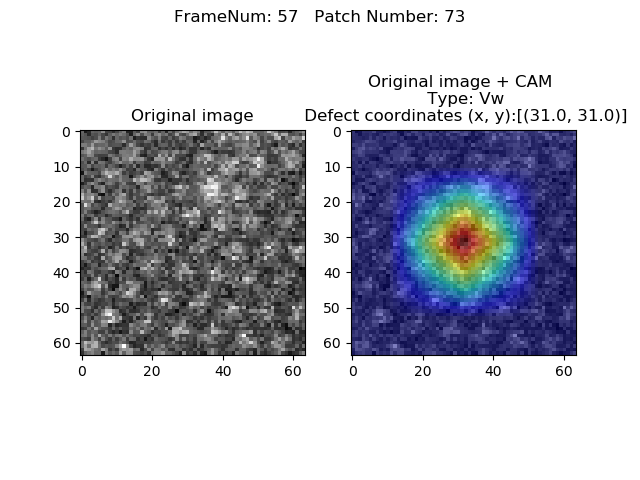 FrameNum: 57   Patch Number: 73
Original image
Original image + CAM
Type: Vw
Defect coordinates (x, y):[(31.0, 31.0)]
0
10
20
30
40
50
60
0 20 40 60
0
10
20
30
40
50
60
0 20 40 60